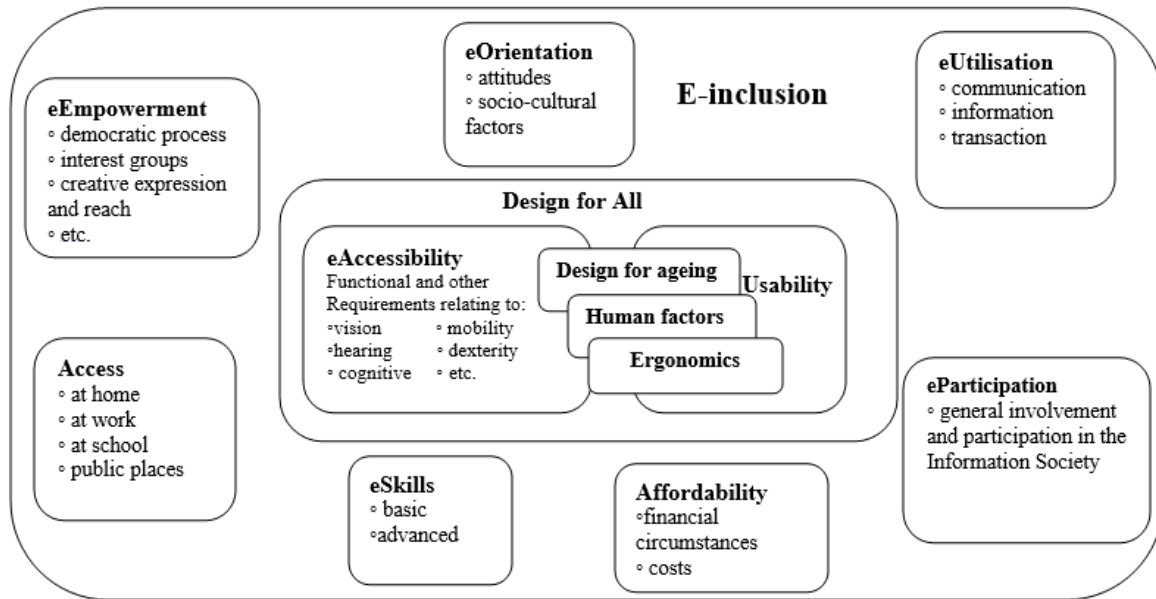 eOrientation
◦ attitudes
◦ socio-cultural
factors
E-inclusion
eUtilisation
◦ communication
◦ information
◦ transaction
eEmpowerment
◦ democratic process
◦ interest groups
◦ creative expression
and reach
◦ etc.
Design for All
eAccessibility
Functional and other
Requirements relating to:
◦vision ◦ mobility
◦hearing ◦ dexterity
◦ cognitive ◦ etc.
Design for ageing
Usability
Human factors
Ergonomics
Access
◦ at home
◦ at work
◦ at school
◦ public places
eParticipation
◦ general involvement
and participation in the
Information Society
eSkills
◦ basic
◦advanced
Affordability
◦financial
circumstances
◦ costs